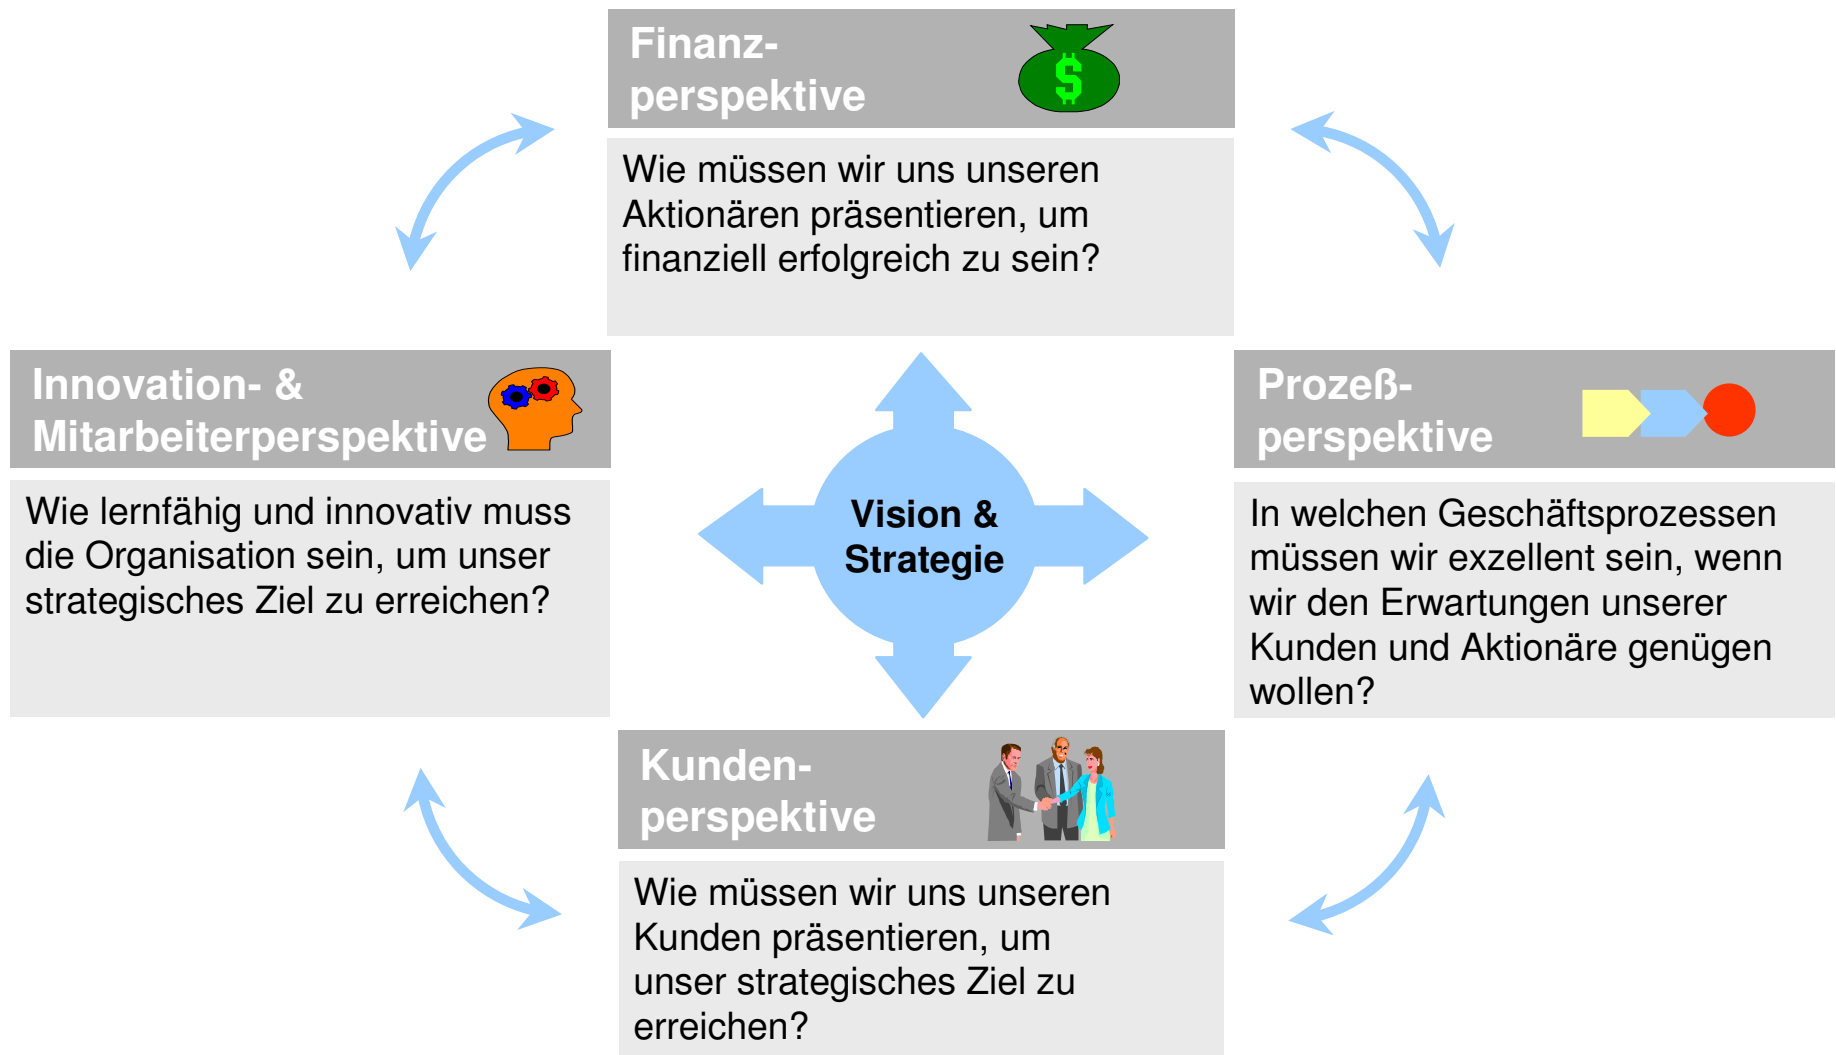 Finanz-
perspektive
Wie müssen wir uns unseren
Aktionären präsentieren, um
finanziell erfolgreich zu sein?
Innovation- &
Mitarbeiterperspektive
Wie lernfähig und innovativ muss
die Organisation sein, um unser
strategisches Ziel zu erreichen?
Vision &
Strategie
Prozeß-
perspektive
In welchen Geschäftsprozessen
müssen wir exzellent sein, wenn
wir den Erwartungen unserer
Kunden und Aktionäre genügen
wollen?
Kunden-
perspektive
Wie müssen wir uns unseren
Kunden präsentieren, um
unser strategisches Ziel zu
erreichen?